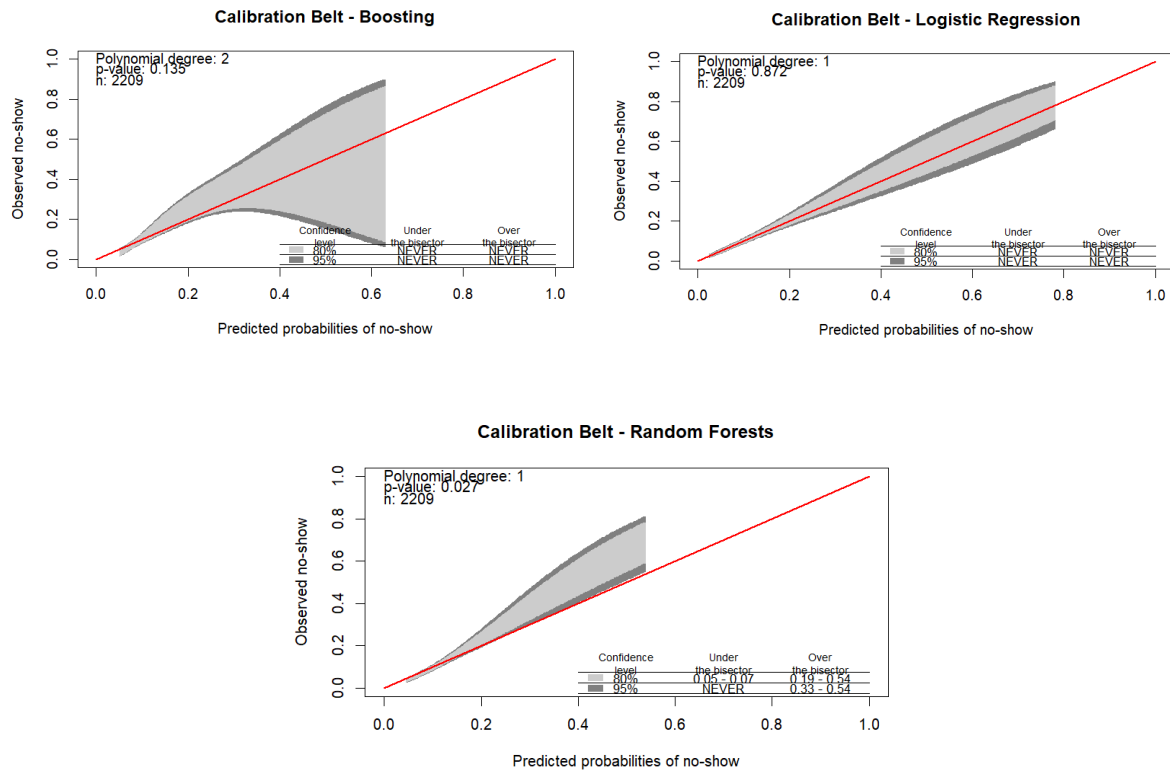 Calibration Belt - Boosting
Polynomial degree: 2
p-value: 0.135
n: 2209
Observed no-show
0.0 0.2 0.4 0.6 0.8 1.0
Confidence level Under the bisector Over the bisector
80% NEVER NEVER
95% NEVER NEVER
0.0 0.2 0.4 0.6 0.8 1.0
Predicted probabilities of no-show
Calibration Belt - Logistic Regression
Polynomial degree: 1
p-value: 0.872
n: 2209
Observed no-show
0.0 0.2 0.4 0.6 0.8 1.0
Confidence level Under the bisector Over the bisector
80% NEVER NEVER
95% NEVER NEVER
0.0 0.2 0.4 0.6 0.8 1.0
Predicted probabilities of no-show
Calibration Belt - Random Forests
Polynomial degree: 1
p-value: 0.027
n: 2209
Observed no-show
0.0 0.2 0.4 0.6 0.8 1.0
Confidence level Under the bisector Over the bisector
80% 0.05 - 0.07 0.19 - 0.54
95% NEVER 0.33 - 0.54
0.0 0.2 0.4 0.6 0.8 1.0
Predicted probabilities of no-show